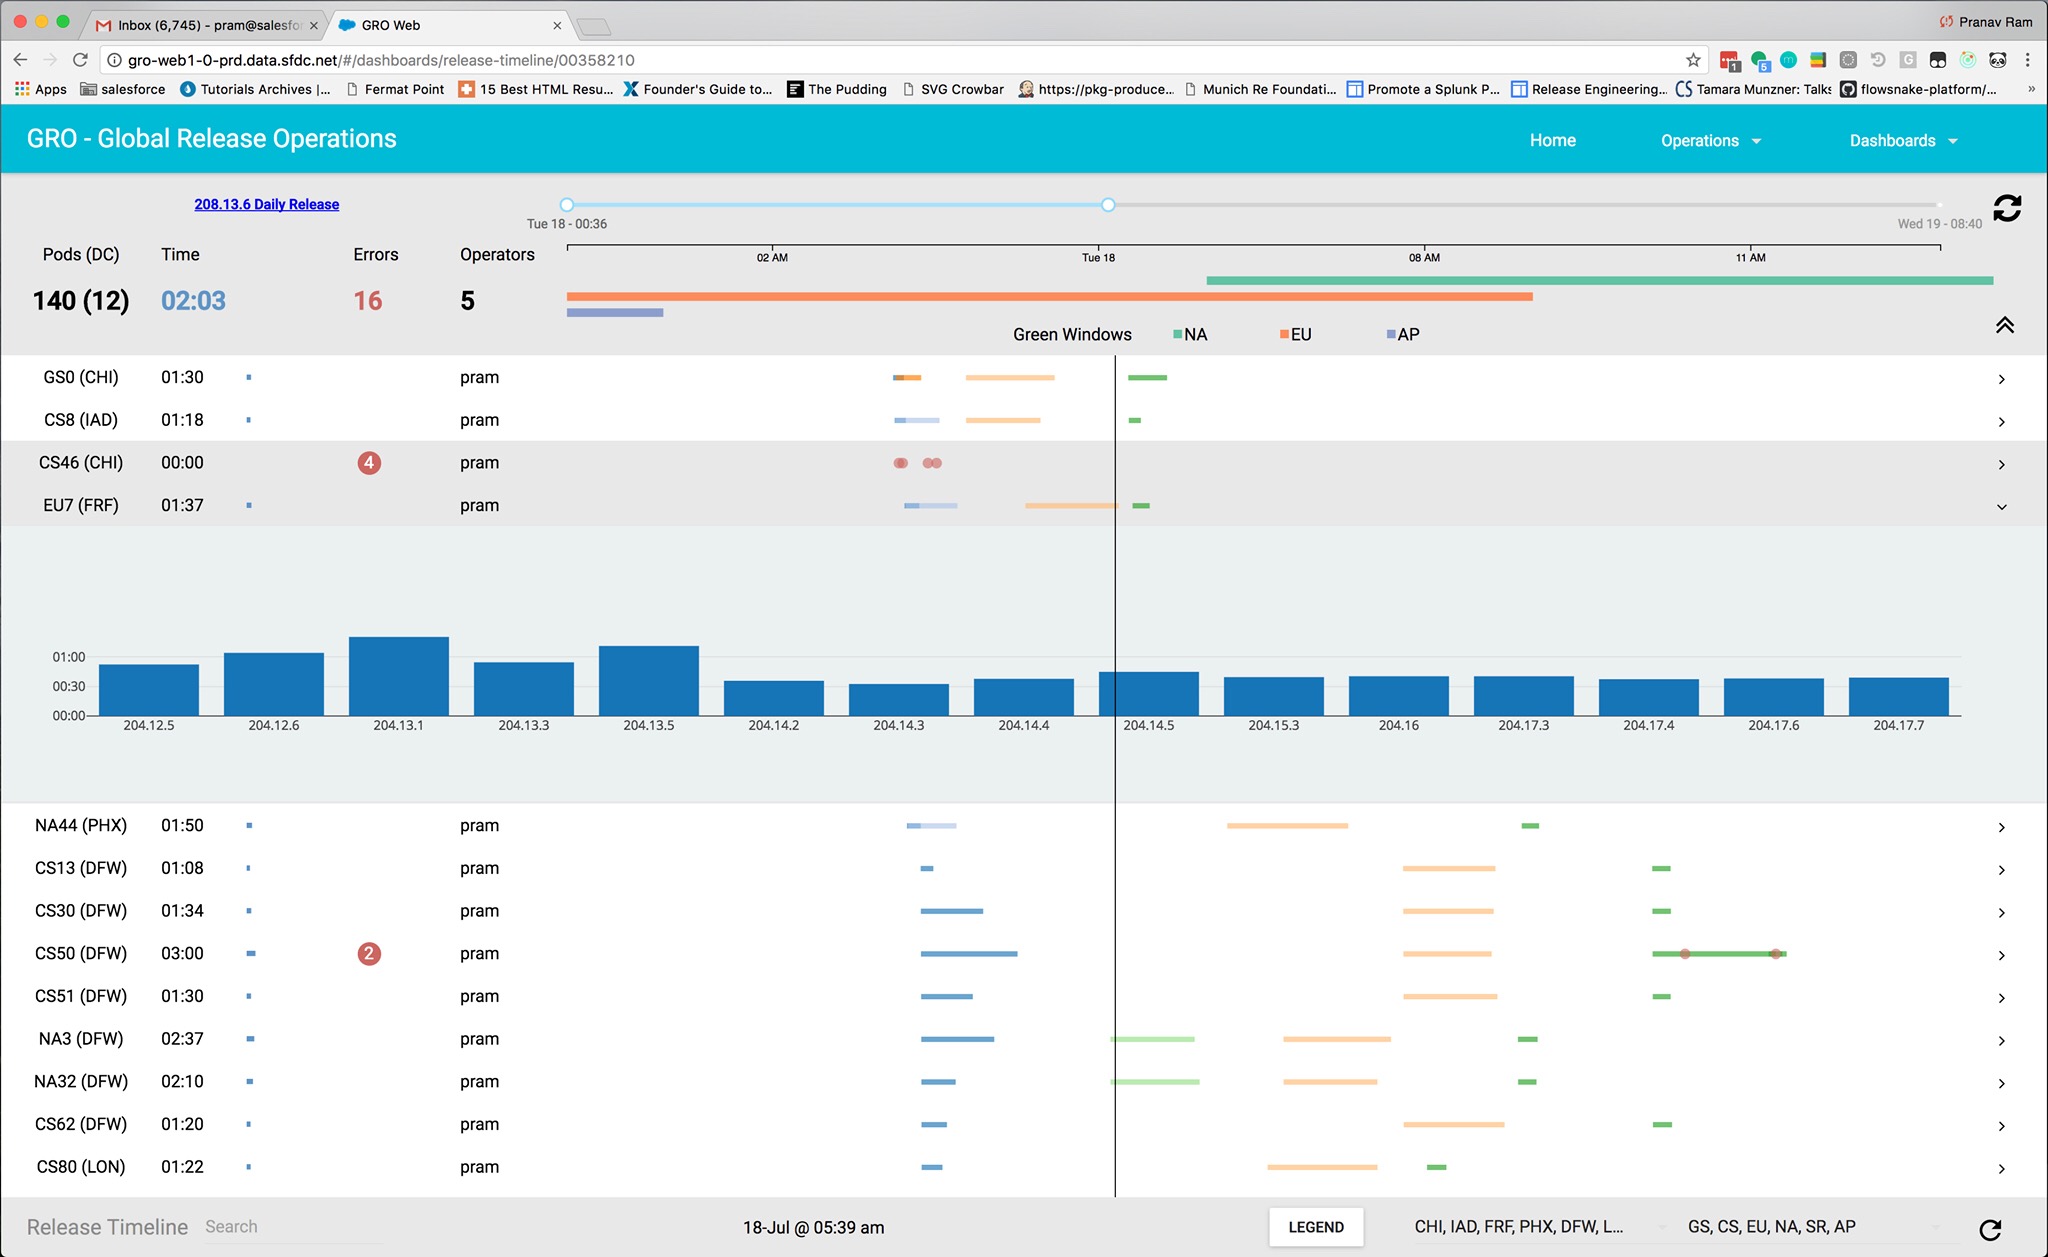 Inbox (6,745) - pram@salesfo
GRO Web
Pranav Ram
gro-web1-0-prd.data.sfdc.net/#/dashboards/release-timeline/00358210
1
5
m
G
Apps
salesforce
Tutorials Archives |...
Fermat Point
15 Best HTML Resu...
Founder's Guide to...
The Pudding
SVG Crowbar
https://pkg-produce...
Munich Re Foundati...
Promote a Splunk P...
Release Engineering...
CS Tamara Munzner: Talks
flowsnake-platform/...
»
GRO - Global Release Operations
Home
Operations
Dashboards
208.13.6 Daily Release
Tue 18 - 00:36
Wed 19 - 08:40
Pods (DC) Time Errors Operators
02 AM Tue 18 08 AM 11 AM
140 (12) 02:03 16 5
Green Windows NA EU AP
GS0 (CHI) 01:30 pram
CS8 (IAD) 01:18 pram
CS46 (CHI) 00:00 4 pram
EU7 (FRF) 01:37 pram
01:00
00:30
00:00
204.12.5 204.12.6 204.13.1 204.13.3 204.13.5 204.14.2 204.14.3 204.14.4 204.14.5 204.15.3 204.16 204.17.3 204.17.4 204.17.6 204.17.7
NA44 (PHX) 01:50 pram
CS13 (DFW) 01:08 pram
CS30 (DFW) 01:34 pram
CS50 (DFW) 03:00 2 pram
CS51 (DFW) 01:30 pram
NA3 (DFW) 02:37 pram
NA32 (DFW) 02:10 pram
CS62 (DFW) 01:20 pram
CS80 (LON) 01:22 pram
Release Timeline Search 18-Jul @ 05:39 am LEGEND CHI, IAD, FRF, PHX, DFW, L... GS, CS, EU, NA, SR, AP